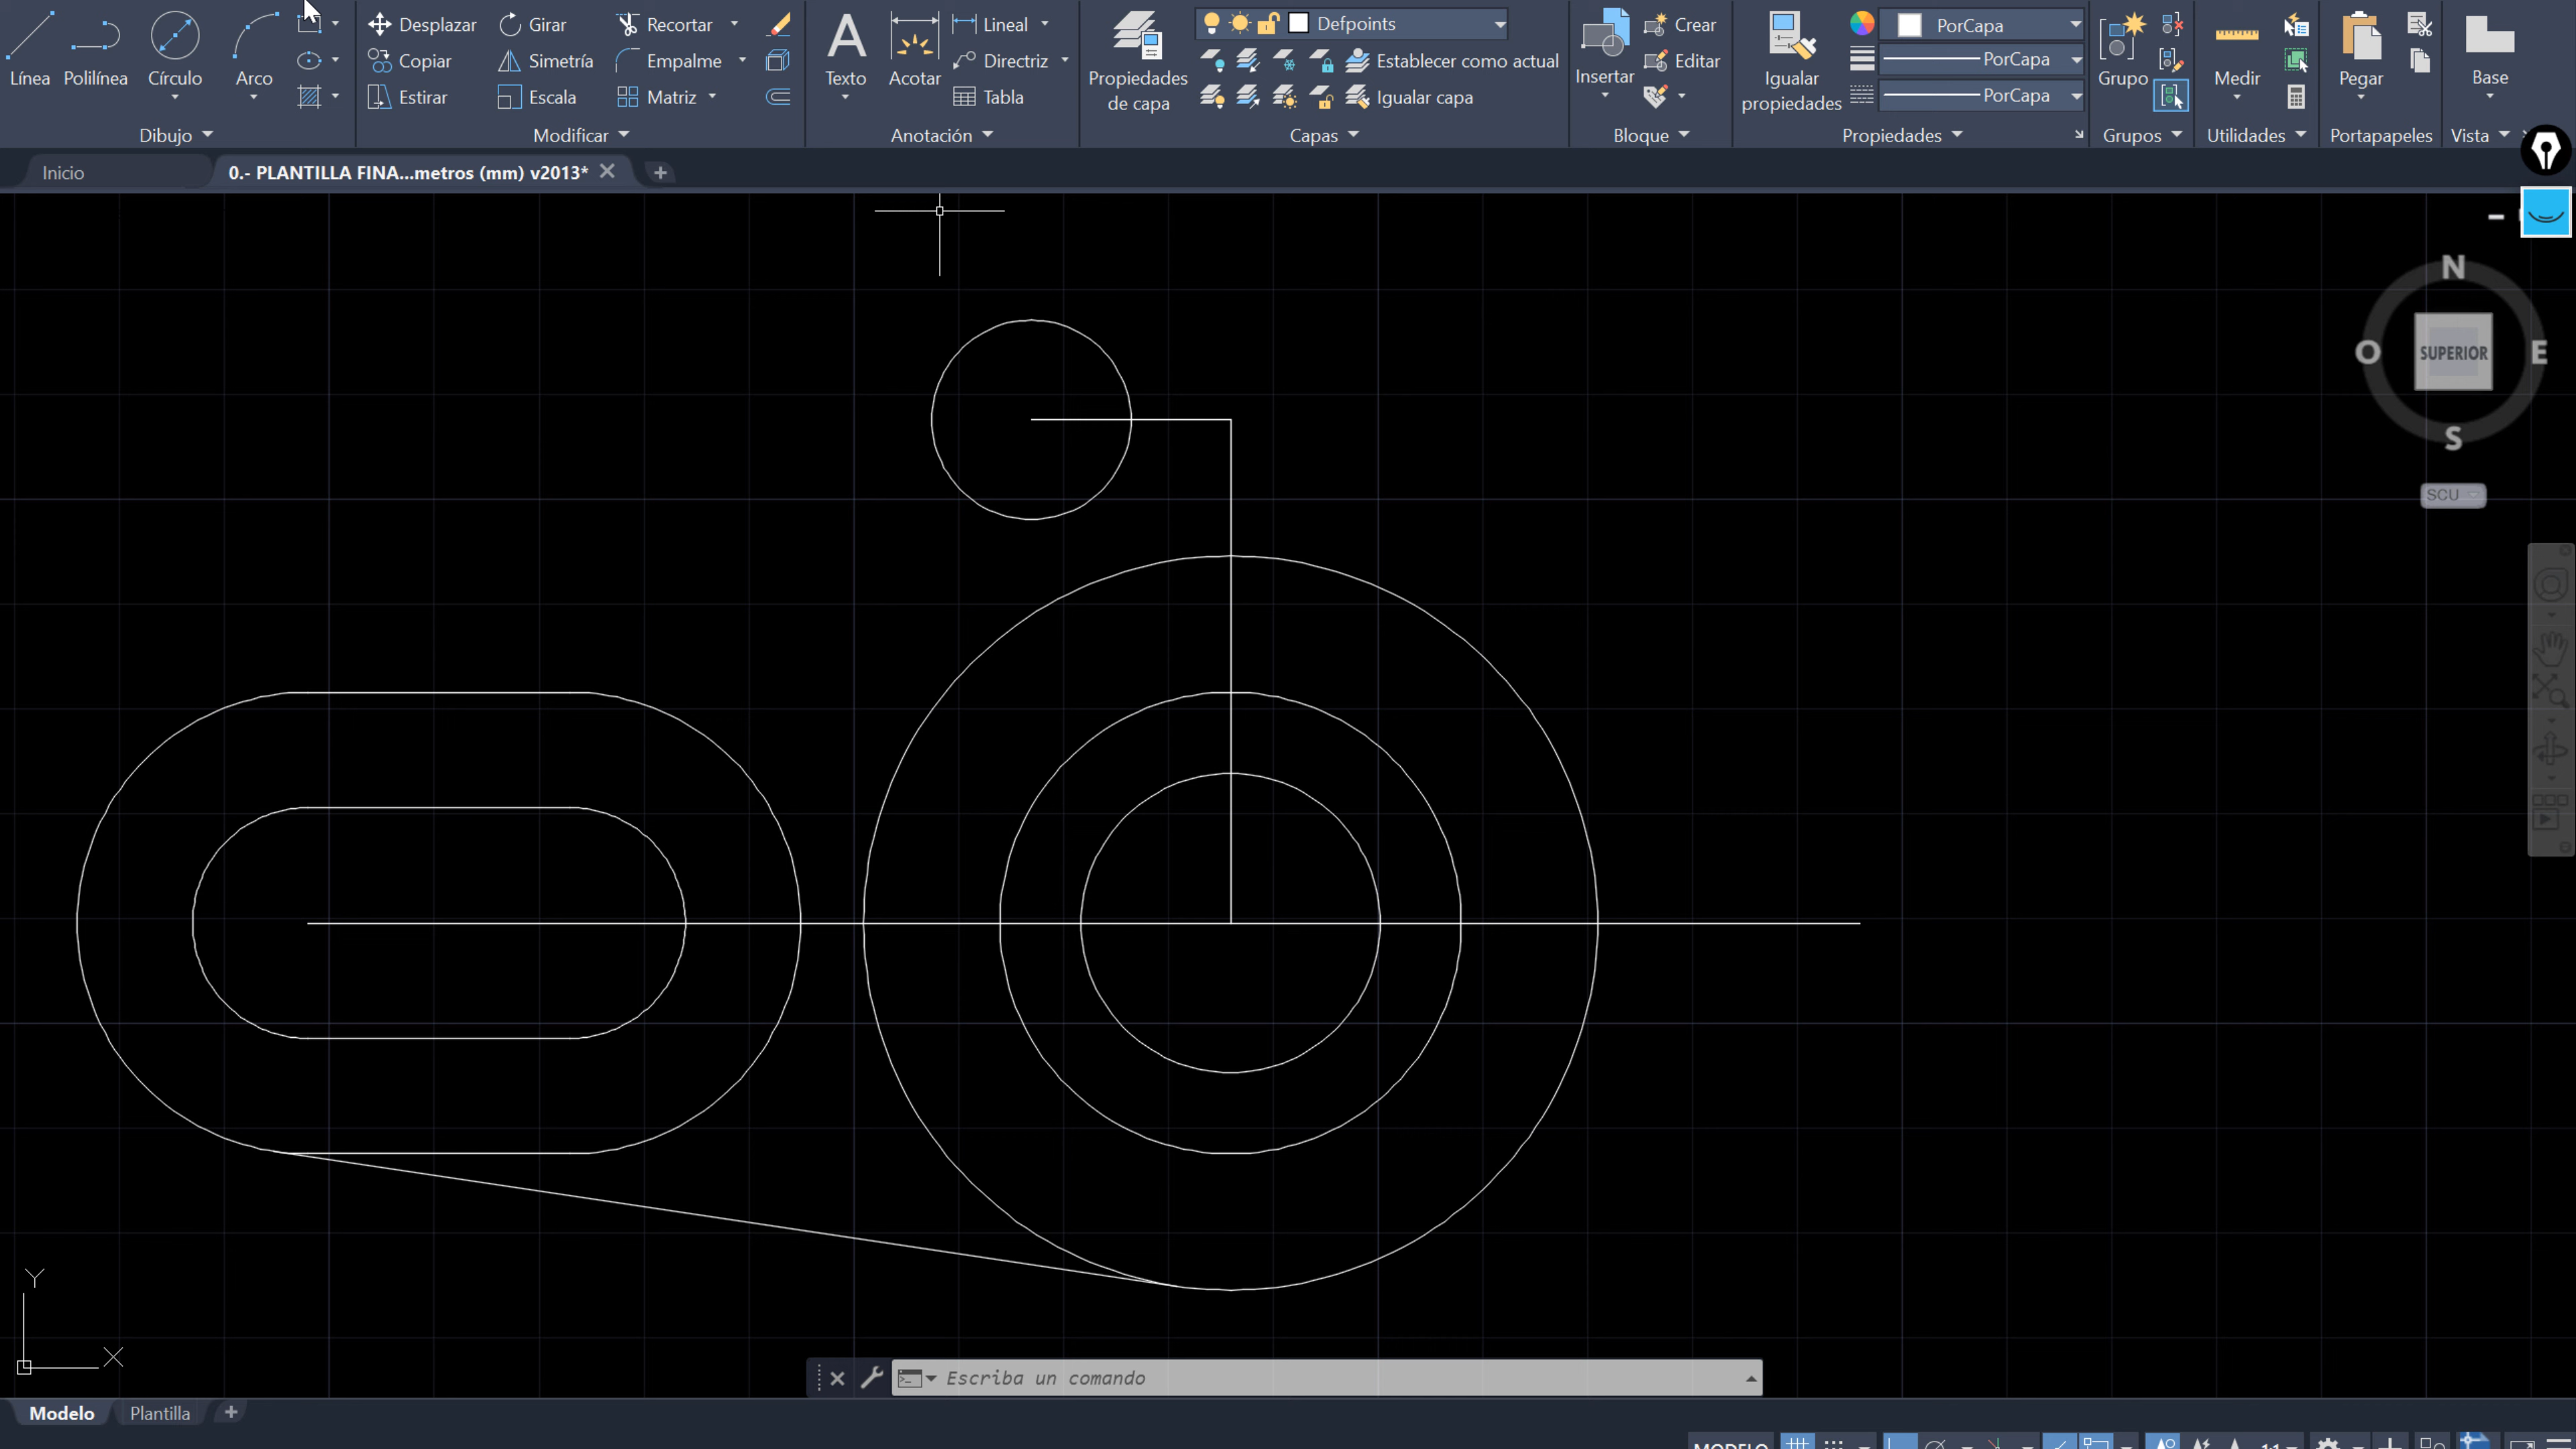 Línea Polilínea Círculo Arco
Dibujo
Desplazar Girar Recortar
Copiar Simetría Empalme
Estirar Escala Matriz
Modificar
Texto Acotar
Lineal
Directriz
Tabla
Anotación
Propiedades
de capa
Defpoints
Establecer como actual
Igualar capa
Capas
Insertar
Crear
Editar
Bloque
Igualar
propiedades
PorCapa
PorCapa
PorCapa
Propiedades
Grupo
Grupos
Medir
Utilidades
Pegar
Portapapeles
Base
Vista
Inicio
0.- PLANTILLA FINA...metros (mm) v2013*
N
O SUPERIOR E
S
SCU
Y
X
Escriba un comando
Modelo Plantilla
MODELO
1:1